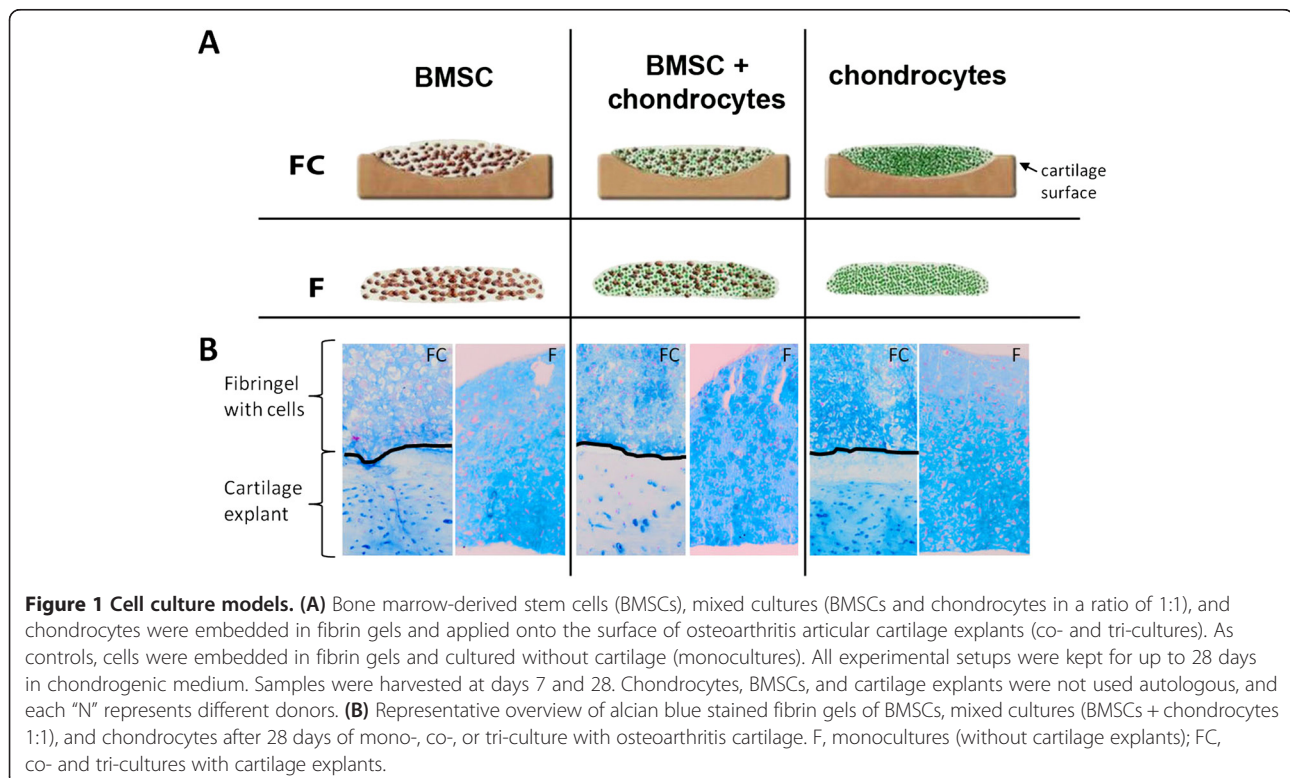 A
BMSC
BMSC +
chondrocytes
chondrocytes
FC
cartilage
surface
F
B
Fibringel
with cells
Cartilage
explant
FC
F
FC
F
FC
F
Figure 1 Cell culture models. (A) Bone marrow-derived stem cells (BMSCs), mixed cultures (BMSCs and chondrocytes in a ratio of 1:1), and
chondrocytes were embedded in fibrin gels and applied onto the surface of osteoarthritis articular cartilage explants (co- and tri-cultures). As
controls, cells were embedded in fibrin gels and cultured without cartilage (monocultures). All experimental setups were kept for up to 28 days
in chondrogenic medium. Samples were harvested at days 7 and 28. Chondrocytes, BMSCs, and cartilage explants were not used autologous, and
each “N” represents different donors. (B) Representative overview of alcian blue stained fibrin gels of BMSCs, mixed cultures (BMSCs + chondrocytes
1:1), and chondrocytes after 28 days of mono-, co-, or tri-culture with osteoarthritis cartilage. F, monocultures (without cartilage explants); FC,
co- and tri-cultures with cartilage explants.